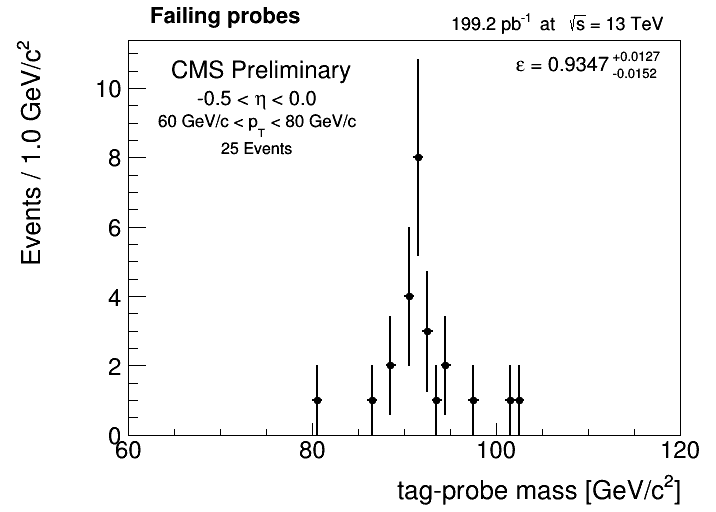 Failing probes
199.2 pb⁻¹ at √s = 13 TeV
CMS Preliminary
-0.5 < η < 0.0
60 GeV/c < p_T < 80 GeV/c
25 Events
ε = 0.9347 +0.0127 -0.0152
Events / 1.0 GeV/c²
10
8
6
4
2
0
60 80 100 120
tag-probe mass [GeV/c²]